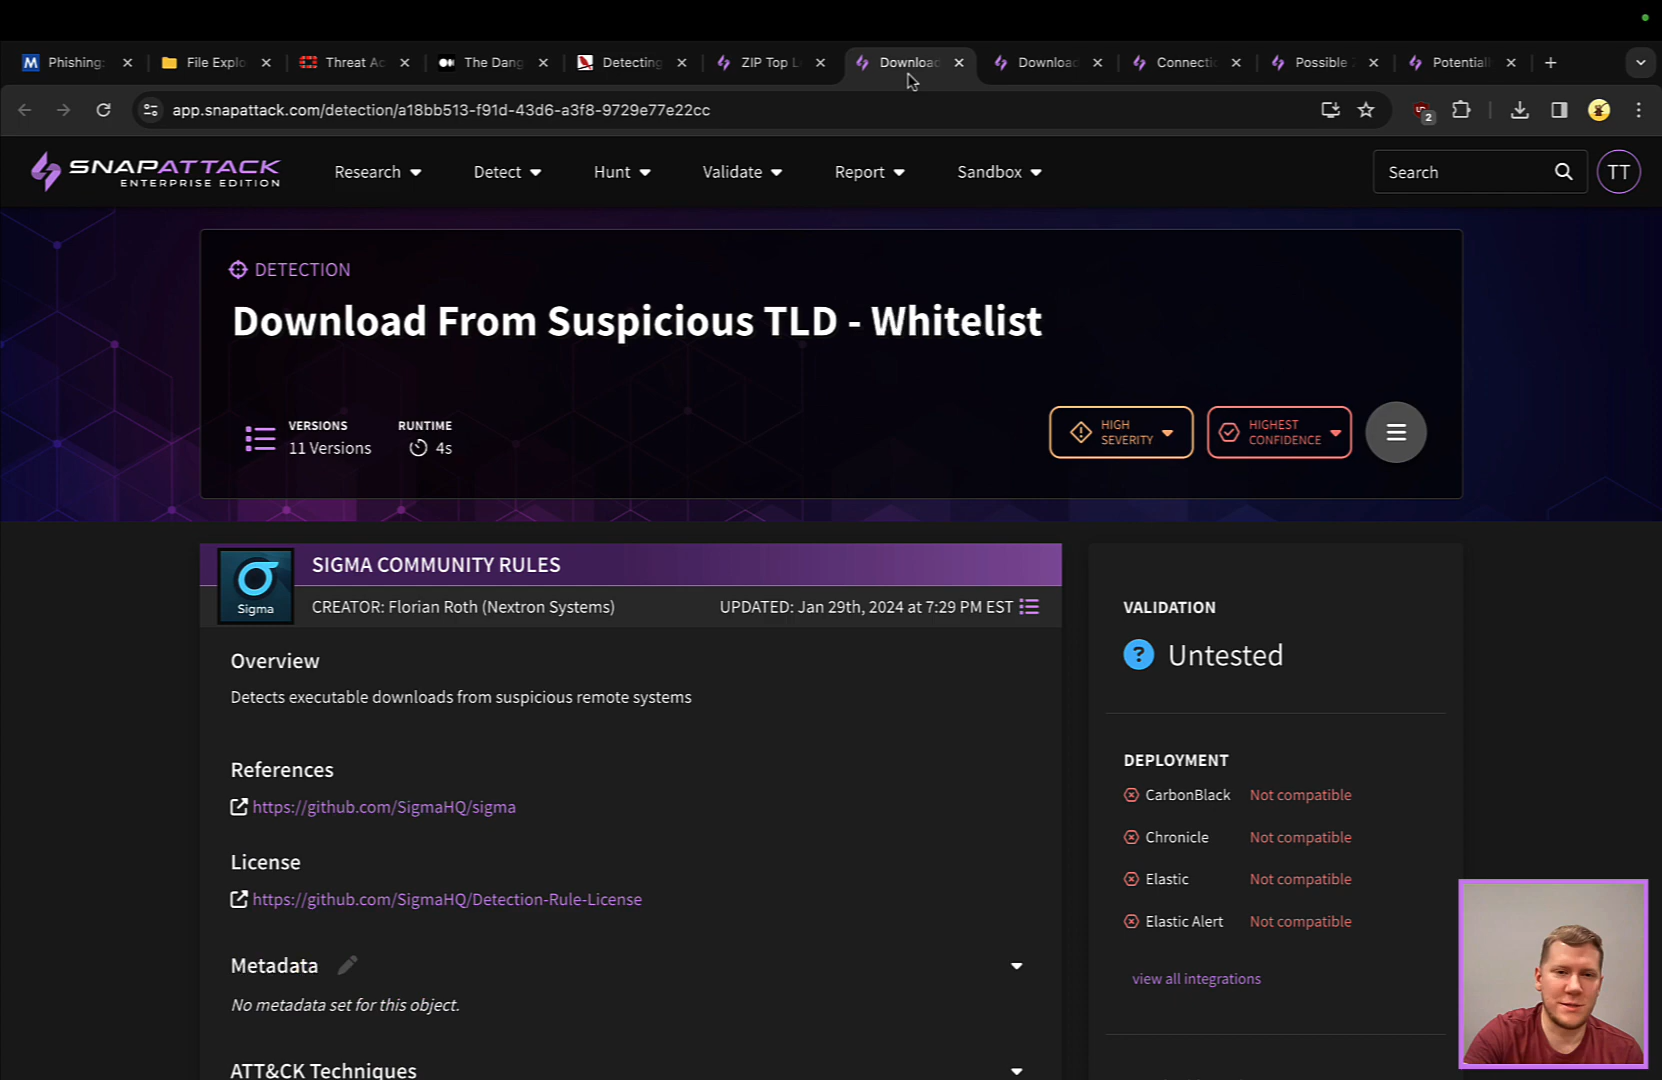 Phishing:
File Explo
Threat Ac
The Dang
Detecting
ZIP Top L
Download
Download
Connecti
Possible
Potential
app.snapattack.com/detection/a18bb513-f91d-43d6-a3f8-9729e77e22cc
2
SNAPATTACK
ENTERPRISE EDITION
Research
Detect
Hunt
Validate
Report
Sandbox
Search
TT
DETECTION
Download From Suspicious TLD - Whitelist
VERSIONS
11 Versions
RUNTIME
4s
HIGH
SEVERITY
HIGHEST
CONFIDENCE
Sigma
SIGMA COMMUNITY RULES
CREATOR: Florian Roth (Nextron Systems)
UPDATED: Jan 29th, 2024 at 7:29 PM EST
Overview
Detects executable downloads from suspicious remote systems
References
https://github.com/SigmaHQ/sigma
License
https://github.com/SigmaHQ/Detection-Rule-License
Metadata
No metadata set for this object.
ATT&CK Techniques
VALIDATION
Untested
DEPLOYMENT
CarbonBlack Not compatible
Chronicle Not compatible
Elastic Not compatible
Elastic Alert Not compatible
view all integrations